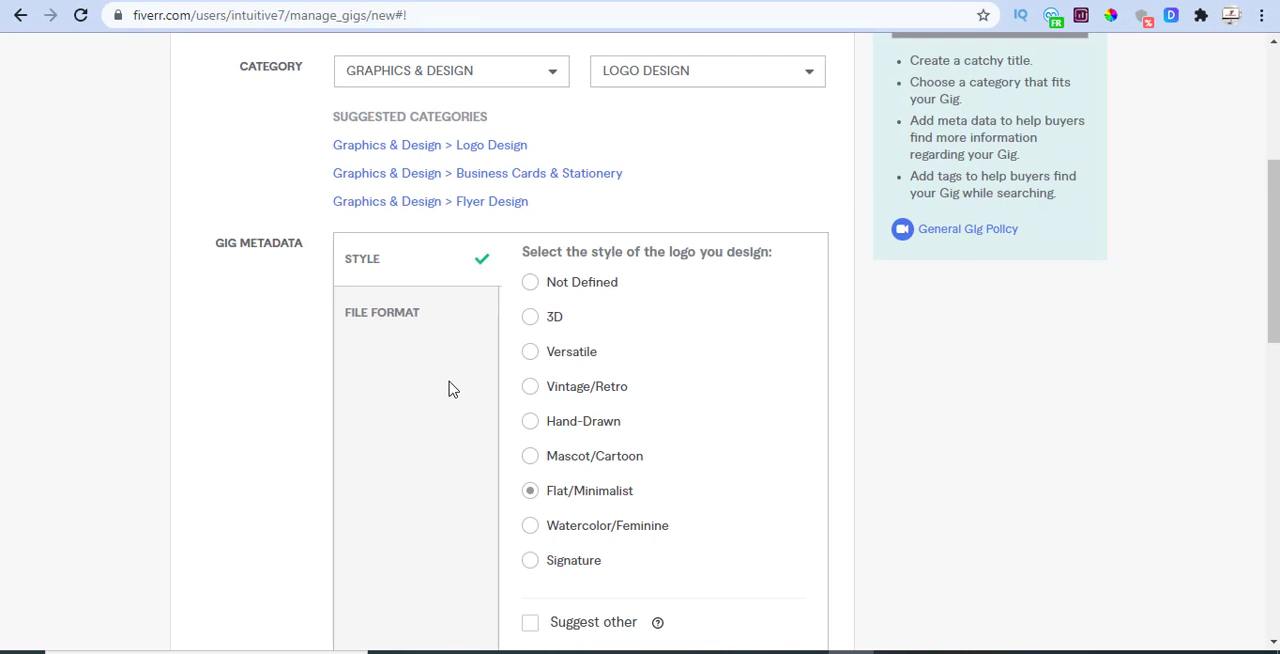 fiverr.com/users/intuitive7/manage_gigs/new#!
IQ
FR
D
CATEGORY
GRAPHICS & DESIGN
LOGO DESIGN
SUGGESTED CATEGORIES
Graphics & Design > Logo Design
Graphics & Design > Business Cards & Stationery
Graphics & Design > Flyer Design
GIG METADATA
STYLE
FILE FORMAT
Select the style of the logo you design:
Not Defined
3D
Versatile
Vintage/Retro
Hand-Drawn
Mascot/Cartoon
Flat/Minimalist
Watercolor/Feminine
Signature
Suggest other
• Create a catchy title.
• Choose a category that fits
your Gig.
• Add meta data to help buyers
find more information
regarding your Gig.
• Add tags to help buyers find
your Gig while searching.
General Gig Policy